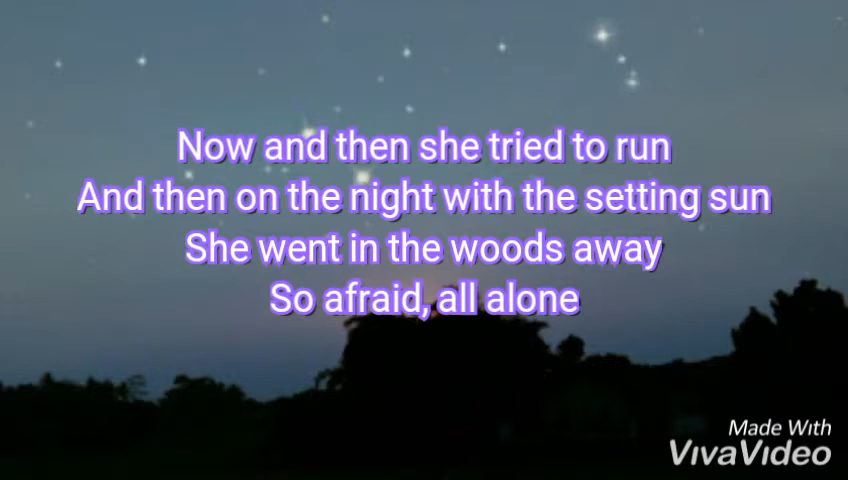 Now and then she tried to run
And then on the night with the setting sun
She went in the woods away
So afraid, all alone
Made With
VivaVideo